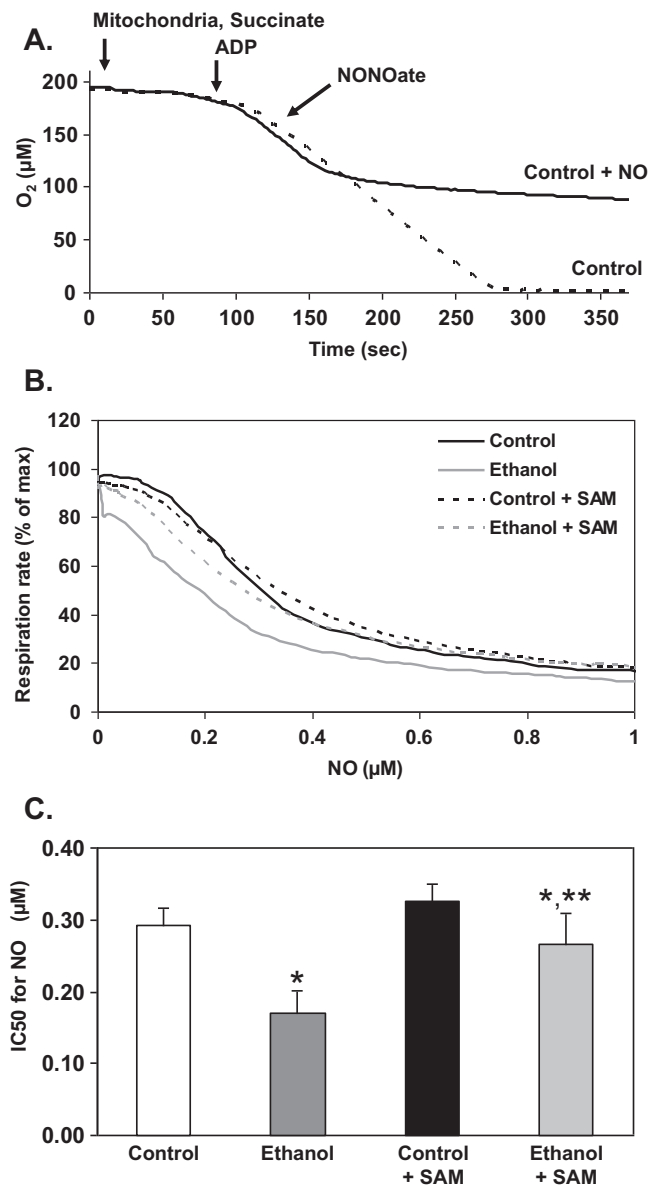 A.
Mitochondria, Succinate
ADP
NONOate
200
150
100
50
0
O2 (µM)
Control + NO
Control
0 50 100 150 200 250 300 350
Time (sec)
B.
120
100
80
60
40
20
0
Respiration rate (% of max)
Control
Ethanol
Control + SAM
Ethanol + SAM
0 0.2 0.4 0.6 0.8 1
NO (µM)
C.
0.40
0.30
0.20
0.10
0.00
IC50 for NO (µM)
*
*,**
Control Ethanol Control + SAM Ethanol + SAM